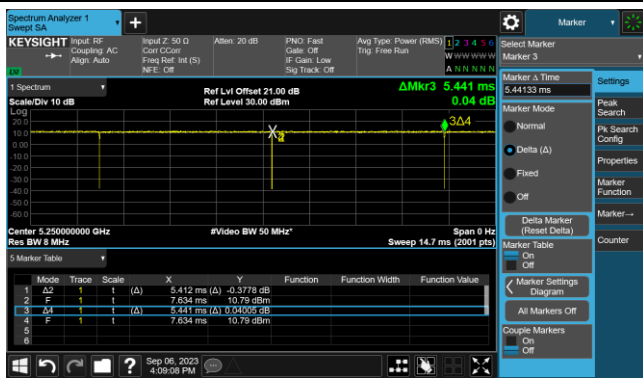 Spectrum Analyzer 1
Swept SA
Marker
KEYSIGHT
Input: RF
Coupling: AC
Align: Auto
Input Z: 50 Ω
Corr CCorr
Freq Ref: Int (S)
NFE: Off
Atten: 20 dB
PNO: Fast
Gate: Off
IF Gain: Low
Sig Track: Off
Avg Type: Power (RMS)
Trig: Free Run
1 2 3 4 5 6
W W W W W W
A N N N N N
1 Spectrum
Scale/Div 10 dB
Log
Ref Lvl Offset 21.00 dB
Ref Level 30.00 dBm
ΔMkr3 5.441 ms
0.04 dB
20.0
10.0
0.00
-10.0
-20.0
-30.0
-40.0
-50.0
-60.0
3Δ4
Center 5.250000000 GHz
Res BW 8 MHz
#Video BW 50 MHz*
Span 0 Hz
Sweep 14.7 ms (2001 pts)
5 Marker Table
Mode Trace Scale X Y Function Function Width Function Value
1 Δ2 1 t (Δ) 5.412 ms (Δ) -0.3778 dB
2 F 1 t 7.634 ms 10.79 dBm
3 Δ4 1 t (Δ) 5.441 ms (Δ) 0.04005 dB
4 F 1 t 7.634 ms 10.79 dBm
5
6
Sep 06, 2023
4:09:08 PM
Select Marker
Marker 3
Marker Δ Time
5.44133 ms
Marker Mode
Normal
Delta (Δ)
Fixed
Off
Delta Marker
(Reset Delta)
Marker Table
On
Off
Marker Settings
Diagram
All Markers Off
Couple Markers
On
Off
Settings
Peak
Search
Pk Search
Config
Properties
Marker
Function
Marker→
Counter